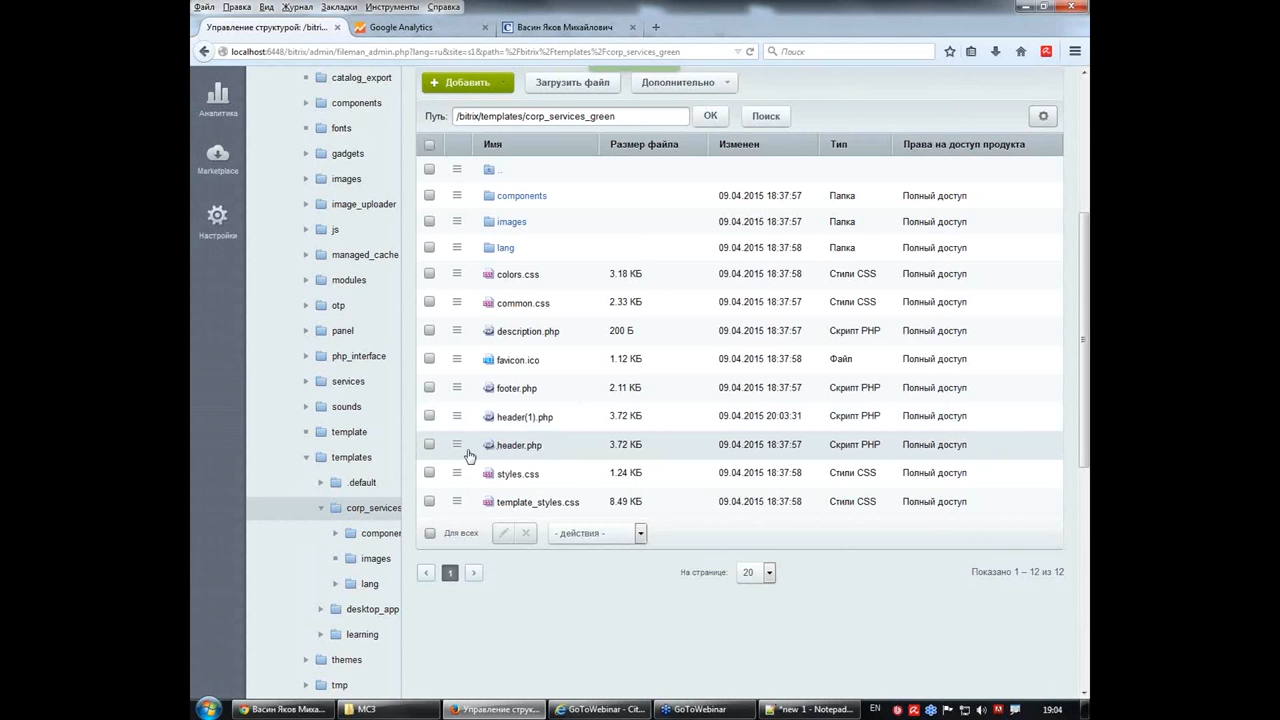 Файл Правка Вид Журнал Закладки Инструменты Справка
Управление структурой: /bitri... Google Analytics Васин Яков Михайлович
localhost:6448/bitrix/admin/fileman_admin.php?lang=ru&site=s1&path=%2Fbitrix%2Ftemplates%2Fcorp_services_green Поиск
Аналитика
Marketplace
Настройки
catalog_export
components
fonts
gadgets
images
image_uploader
js
managed_cache
modules
otp
panel
php_interface
services
sounds
template
templates
.default
corp_services
componer
images
lang
desktop_app
learning
themes
tmp
Добавить Загрузить файл Дополнительно
Путь: /bitrix/templates/corp_services_green OK Поиск
Имя Размер файла Изменен Тип Права на доступ продукта
..
components 09.04.2015 18:37:57 Папка Полный доступ
images 09.04.2015 18:37:57 Папка Полный доступ
lang 09.04.2015 18:37:58 Папка Полный доступ
colors.css 3.18 КБ 09.04.2015 18:37:58 Стили CSS Полный доступ
common.css 2.33 КБ 09.04.2015 18:37:57 Стили CSS Полный доступ
description.php 200 Б 09.04.2015 18:37:57 Скрипт PHP Полный доступ
favicon.ico 1.12 КБ 09.04.2015 18:37:58 Файл Полный доступ
footer.php 2.11 КБ 09.04.2015 18:37:57 Скрипт PHP Полный доступ
header(1).php 3.72 КБ 09.04.2015 20:03:31 Скрипт PHP Полный доступ
header.php 3.72 КБ 09.04.2015 18:37:57 Скрипт PHP Полный доступ
styles.css 1.24 КБ 09.04.2015 18:37:58 Стили CSS Полный доступ
template_styles.css 8.49 КБ 09.04.2015 18:37:58 Стили CSS Полный доступ
Для всех - действия -
1 На странице: 20 Показано 1 – 12 из 12
Васин Яков Миха... МСЗ Управление струк... GoToWebinar - Cit... GoToWebinar *new 1 - Notepad... EN 19:04